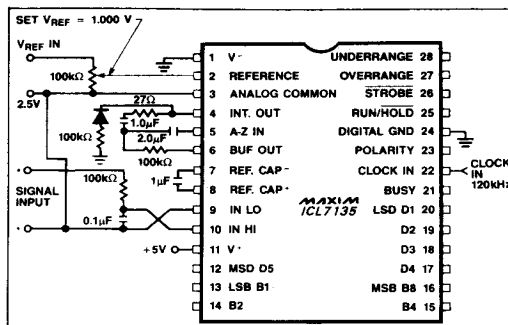 SET VREF = 1.000 V
VREF IN
100kΩ
2.5V
27Ω
1.0µF
100kΩ
2.0µF
100kΩ
100kΩ
1µF
SIGNAL
INPUT
0.1µF
+5V
1 V-
2 REFERENCE
3 ANALOG COMMON
4 INT. OUT
5 A-Z IN
6 BUF OUT
7 REF. CAP-
8 REF. CAP+
9 IN LO
10 IN HI
11 V+
12 MSD D5
13 LSB B1
14 B2
MAXIM
ICL7135
UNDERRANGE 28
OVERRANGE 27
STROBE 26
RUN/HOLD 25
DIGITAL GND 24
POLARITY 23
CLOCK IN 22
BUSY 21
LSD D1 20
D2 19
D3 18
D4 17
MSB B8 16
B4 15
CLOCK
IN
120kHz